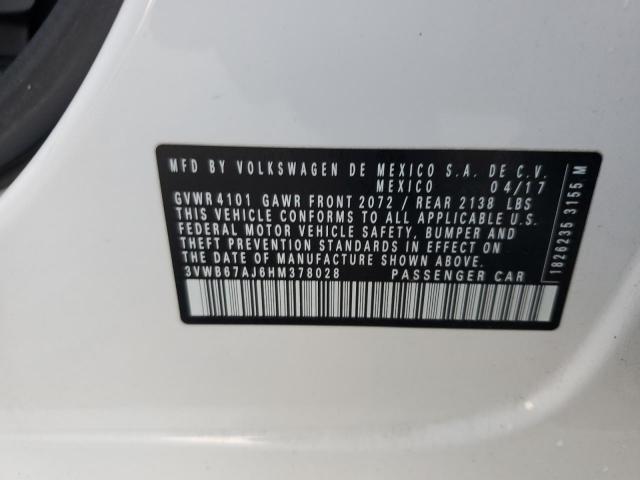 MFD BY VOLKSWAGEN DE MEXICO S.A. DE C.V.
MEXICO 04/17
GVWR 4101 GAWR FRONT 2072 / REAR 2138 LBS
THIS VEHICLE CONFORMS TO ALL APPLICABLE U.S.
FEDERAL MOTOR VEHICLE SAFETY, BUMPER AND
THEFT PREVENTION STANDARDS IN EFFECT ON
THE DATE OF MANUFACTURE SHOWN ABOVE.
3VWB67AJ6HM378028 PASSENGER CAR
1826235 3155 M